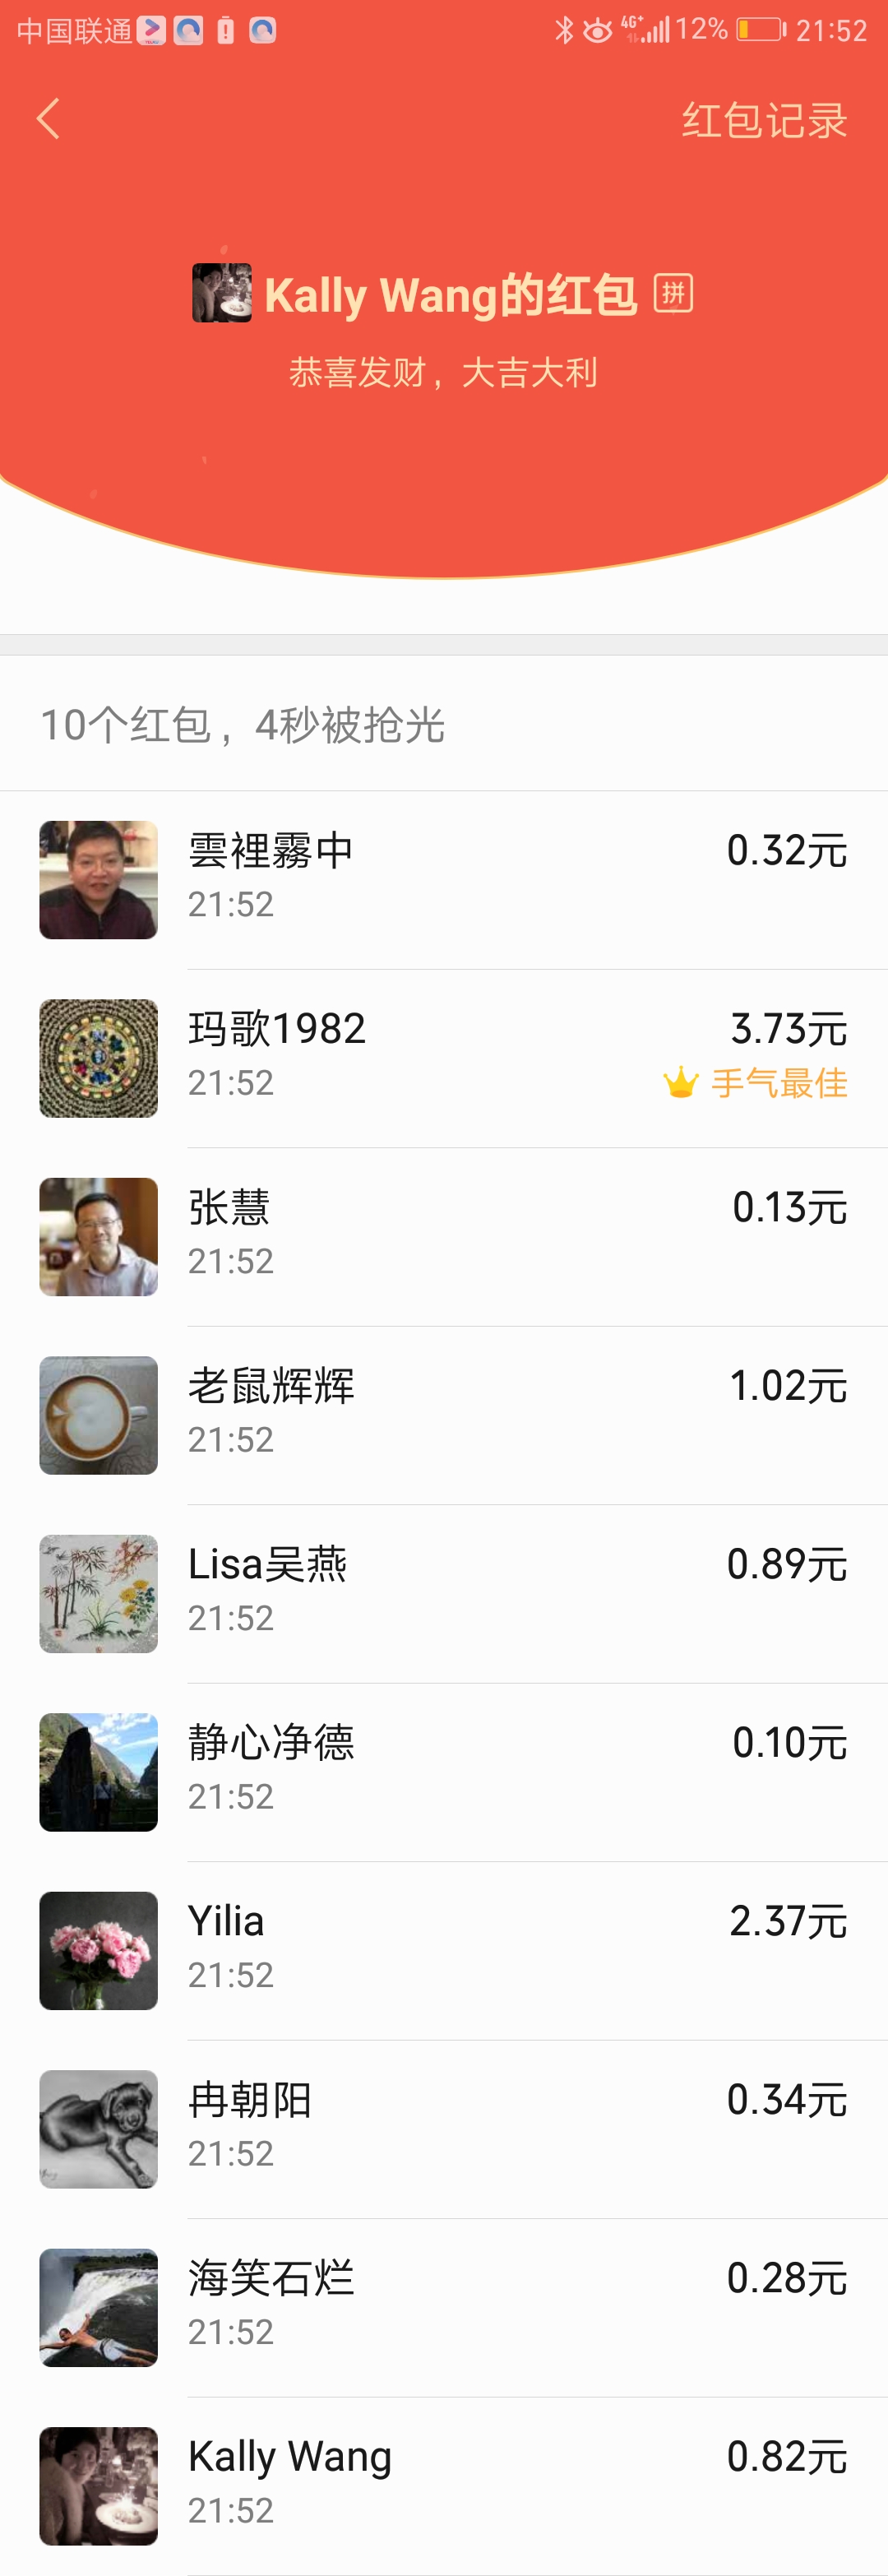 中国联通 4G+ 12% 21:52
红包记录
Kally Wang的红包 拼
恭喜发财，大吉大利
10个红包，4秒被抢光
雲裡霧中 0.32元
21:52
玛歌1982 3.73元
21:52 手气最佳
张慧 0.13元
21:52
老鼠辉辉 1.02元
21:52
Lisa吴燕 0.89元
21:52
静心净德 0.10元
21:52
Yilia 2.37元
21:52
冉朝阳 0.34元
21:52
海笑石烂 0.28元
21:52
Kally Wang 0.82元
21:52